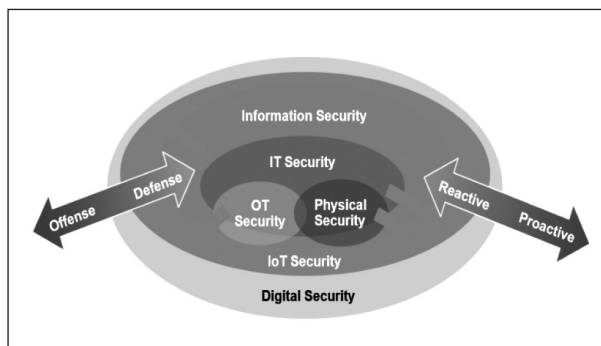 Information Security
IT Security
Offense Defense
OT
Security
Physical
Security
Reactive Proactive
IoT Security
Digital Security